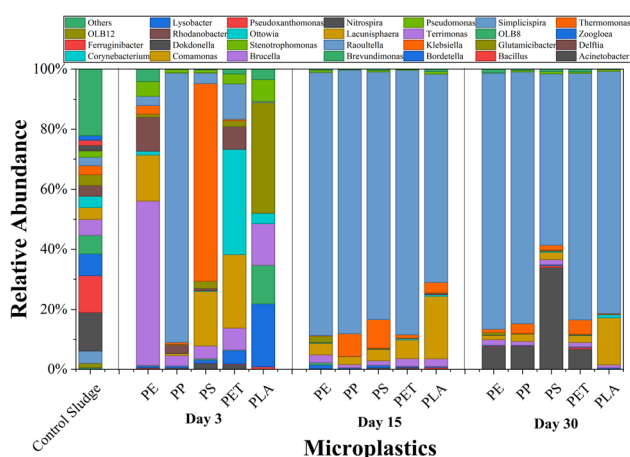 Others Lysobacter Pseudoxanthomonas Nitrospira Pseudomonas Simplicispira Thermomonas
OLB12 Rhodanobacter Ottowia Lacunisphaera Terrimonas OLB8 Zoogloea
Ferruginibacter Dokdonella Stenotrophomonas Raoultella Klebsiella Glutamicibacter Delftia
Corynebacterium Comamonas Brucella Brevundimonas Bordetella Bacillus Acinetobacter
100%
80%
60%
40%
20%
0%
Relative Abundance
Control Sludge
PE PP PS PET PLA
PE PP PS PET PLA
PE PP PS PET PLA
Day 3 Day 15 Day 30
Microplastics